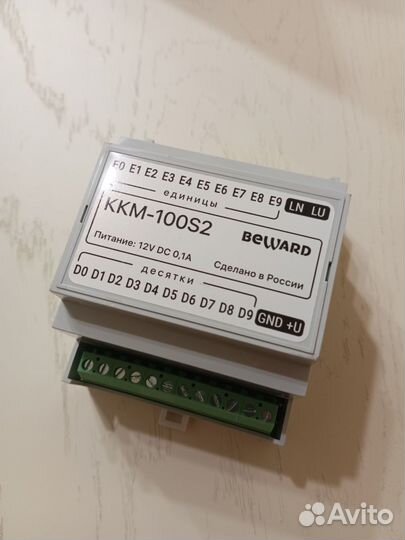 E0 E1 E2 E3 E4 E5 E6 E7 E8 E9 LN LU
единицы
KKM-100S2
BEWARD
Питание: 12V DC 0,1A
Сделано в России
десятки
D0 D1 D2 D3 D4 D5 D6 D7 D8 D9 GND +U
Avito